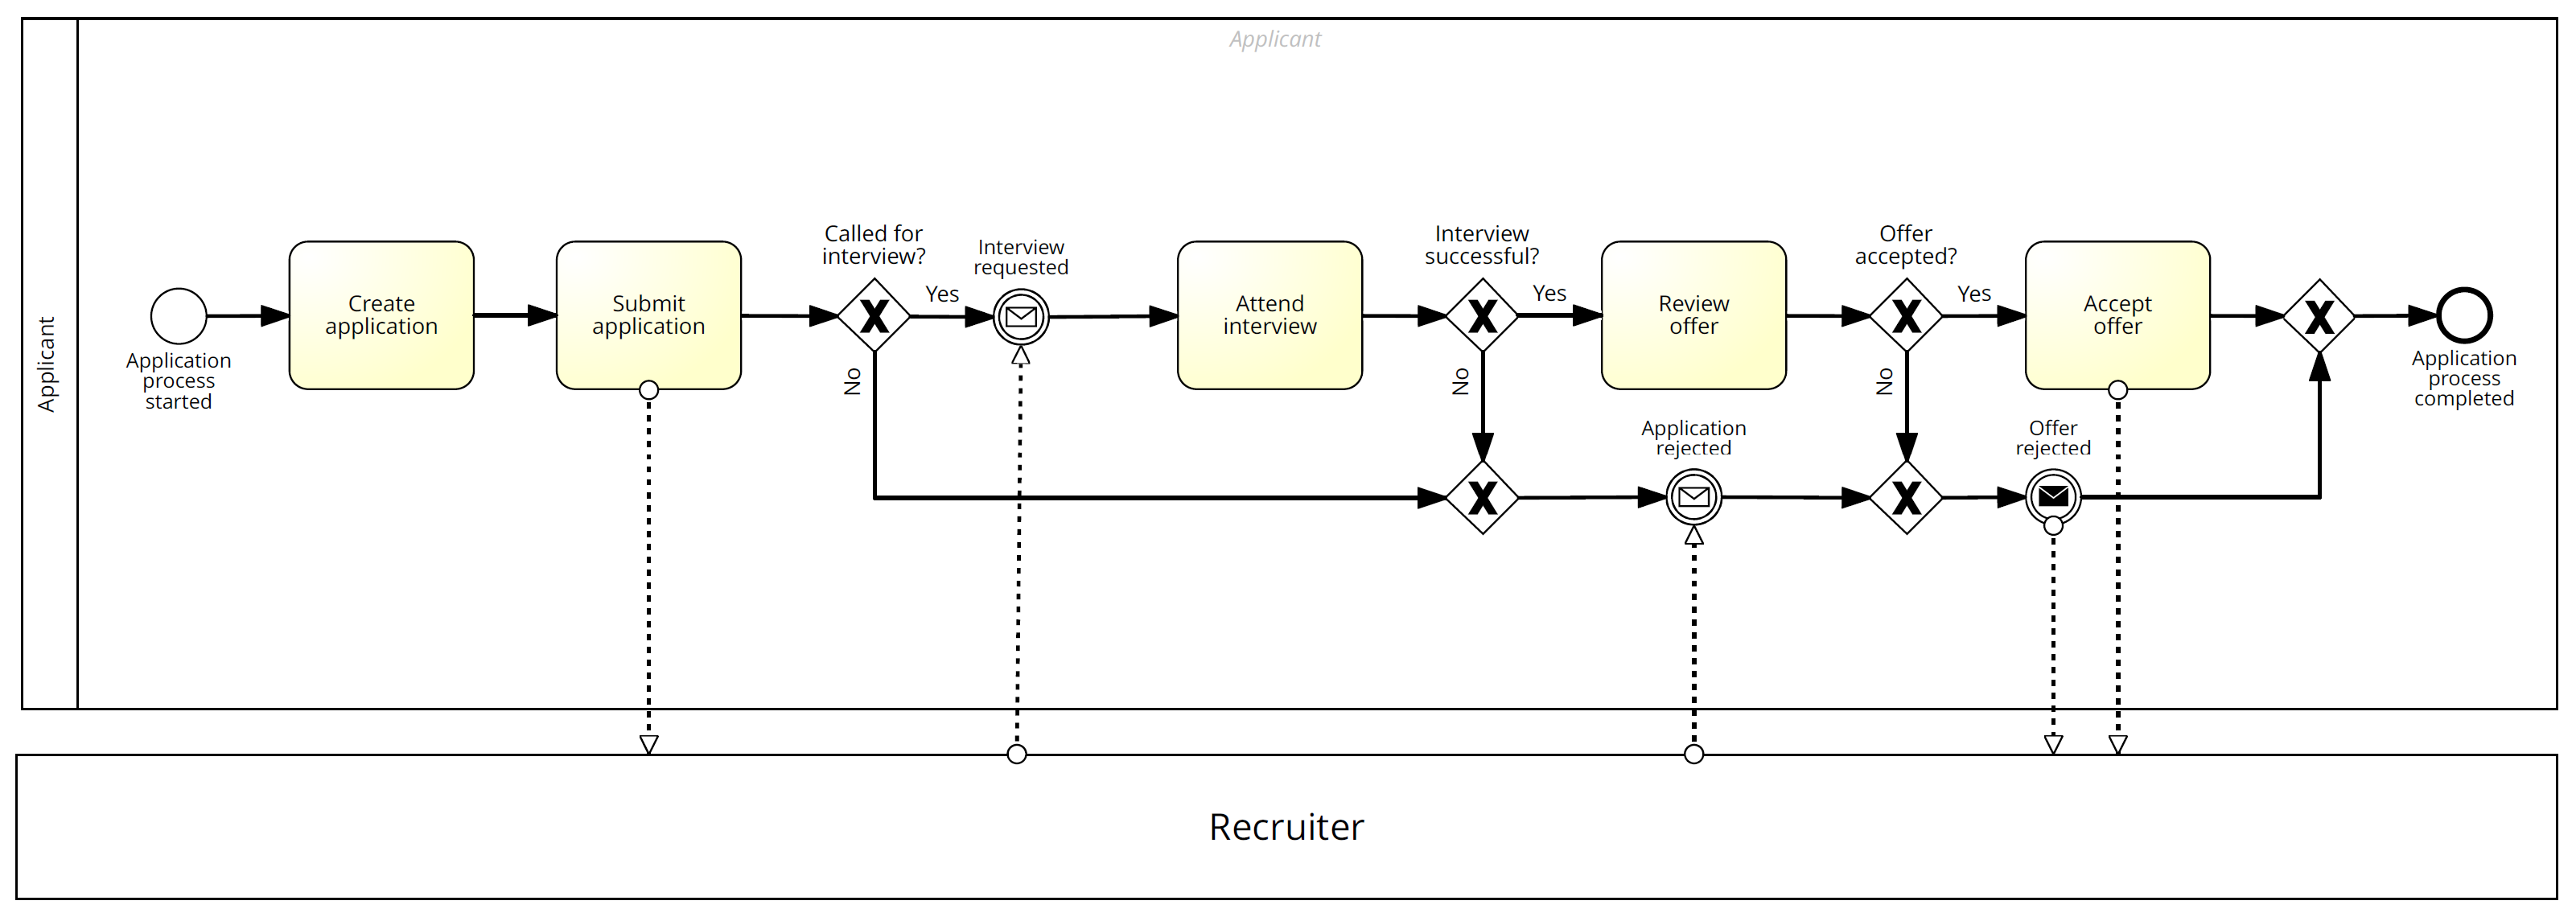 Applicant
Applicant
Application
process
started
Create
application
Submit
application
Called for
interview?
Yes
No
Interview
requested
Attend
interview
Interview
successful?
Yes
No
Review
offer
Application
rejected
Offer
accepted?
Yes
No
Accept
offer
Offer
rejected
Application
process
completed
Recruiter